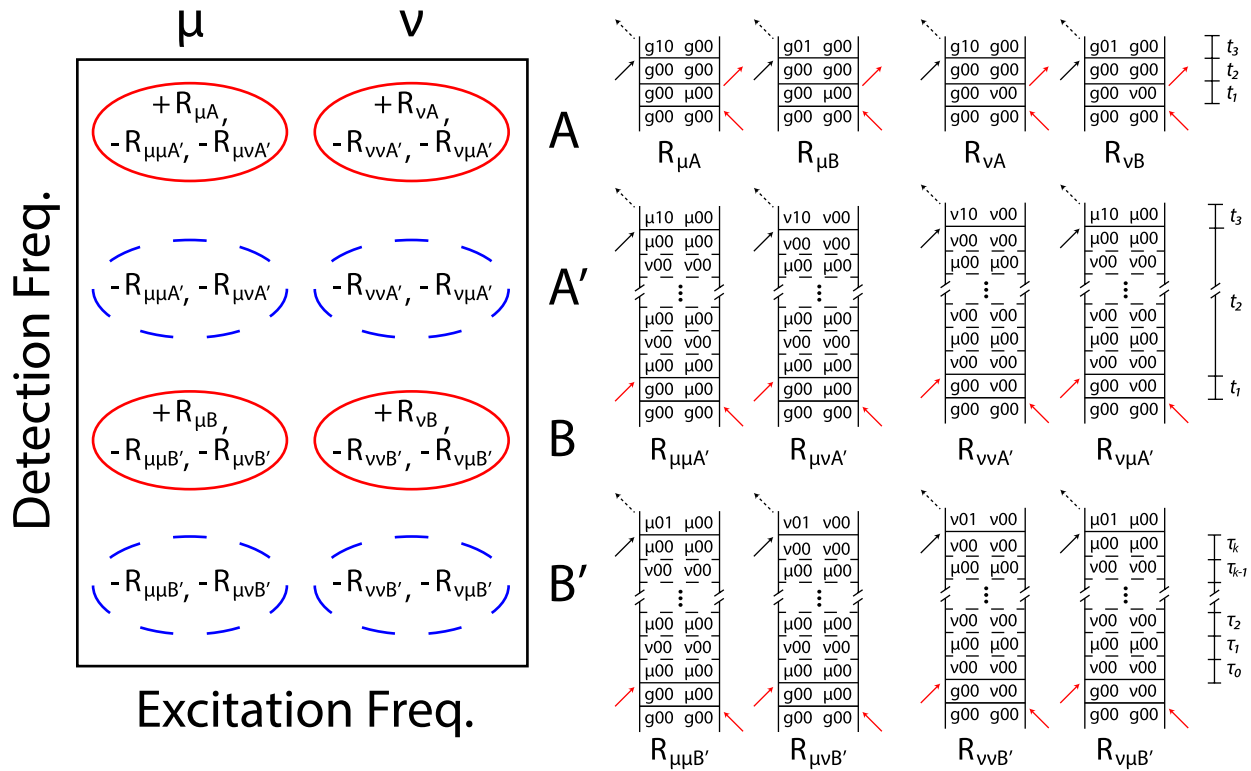 μ ν
Detection Freq.
Excitation Freq.
A
A′
B
B′
+ R_μA,
-R_μμA′, -R_μνA′
+ R_νA,
-R_ννA′, -R_νμA′
-R_μμA′, -R_μνA′
-R_ννA′, -R_νμA′
+ R_μB,
-R_μμB′, -R_μνB′
+ R_νB,
-R_ννB′, -R_νμB′
-R_μμB′, -R_μνB′
-R_ννB′, -R_νμB′
g10 g00 g01 g00 g10 g00 g01 g00 t3
g00 g00 g00 g00 g00 g00 g00 g00 t2
g00 μ00 g00 μ00 g00 ν00 g00 ν00 t1
g00 g00 g00 g00 g00 g00 g00 g00
R_μA R_μB R_νA R_νB
μ10 μ00 ν10 ν00 ν10 ν00 μ10 μ00 t3
μ00 μ00 ν00 ν00 ν00 ν00 μ00 μ00
ν00 ν00 μ00 μ00 μ00 μ00 ν00 ν00
t2
μ00 μ00 μ00 μ00 ν00 ν00 ν00 ν00
ν00 ν00 ν00 ν00 μ00 μ00 μ00 μ00
μ00 μ00 μ00 μ00 ν00 ν00 ν00 ν00
g00 μ00 g00 μ00 g00 ν00 g00 ν00 t1
g00 g00 g00 g00 g00 g00 g00 g00
R_μμA′ R_μνA′ R_ννA′ R_νμA′
μ01 μ00 ν01 ν00 ν01 ν00 μ01 μ00
μ00 μ00 ν00 ν00 ν00 ν00 μ00 μ00 τk
ν00 ν00 μ00 μ00 μ00 μ00 ν00 ν00 τk-1
μ00 μ00 μ00 μ00 ν00 ν00 ν00 ν00 τ2
ν00 ν00 ν00 ν00 μ00 μ00 μ00 μ00 τ1
μ00 μ00 μ00 μ00 ν00 ν00 ν00 ν00 τ0
g00 μ00 g00 μ00 g00 ν00 g00 ν00
g00 g00 g00 g00 g00 g00 g00 g00
R_μμB′ R_μνB′ R_ννB′ R_νμB′